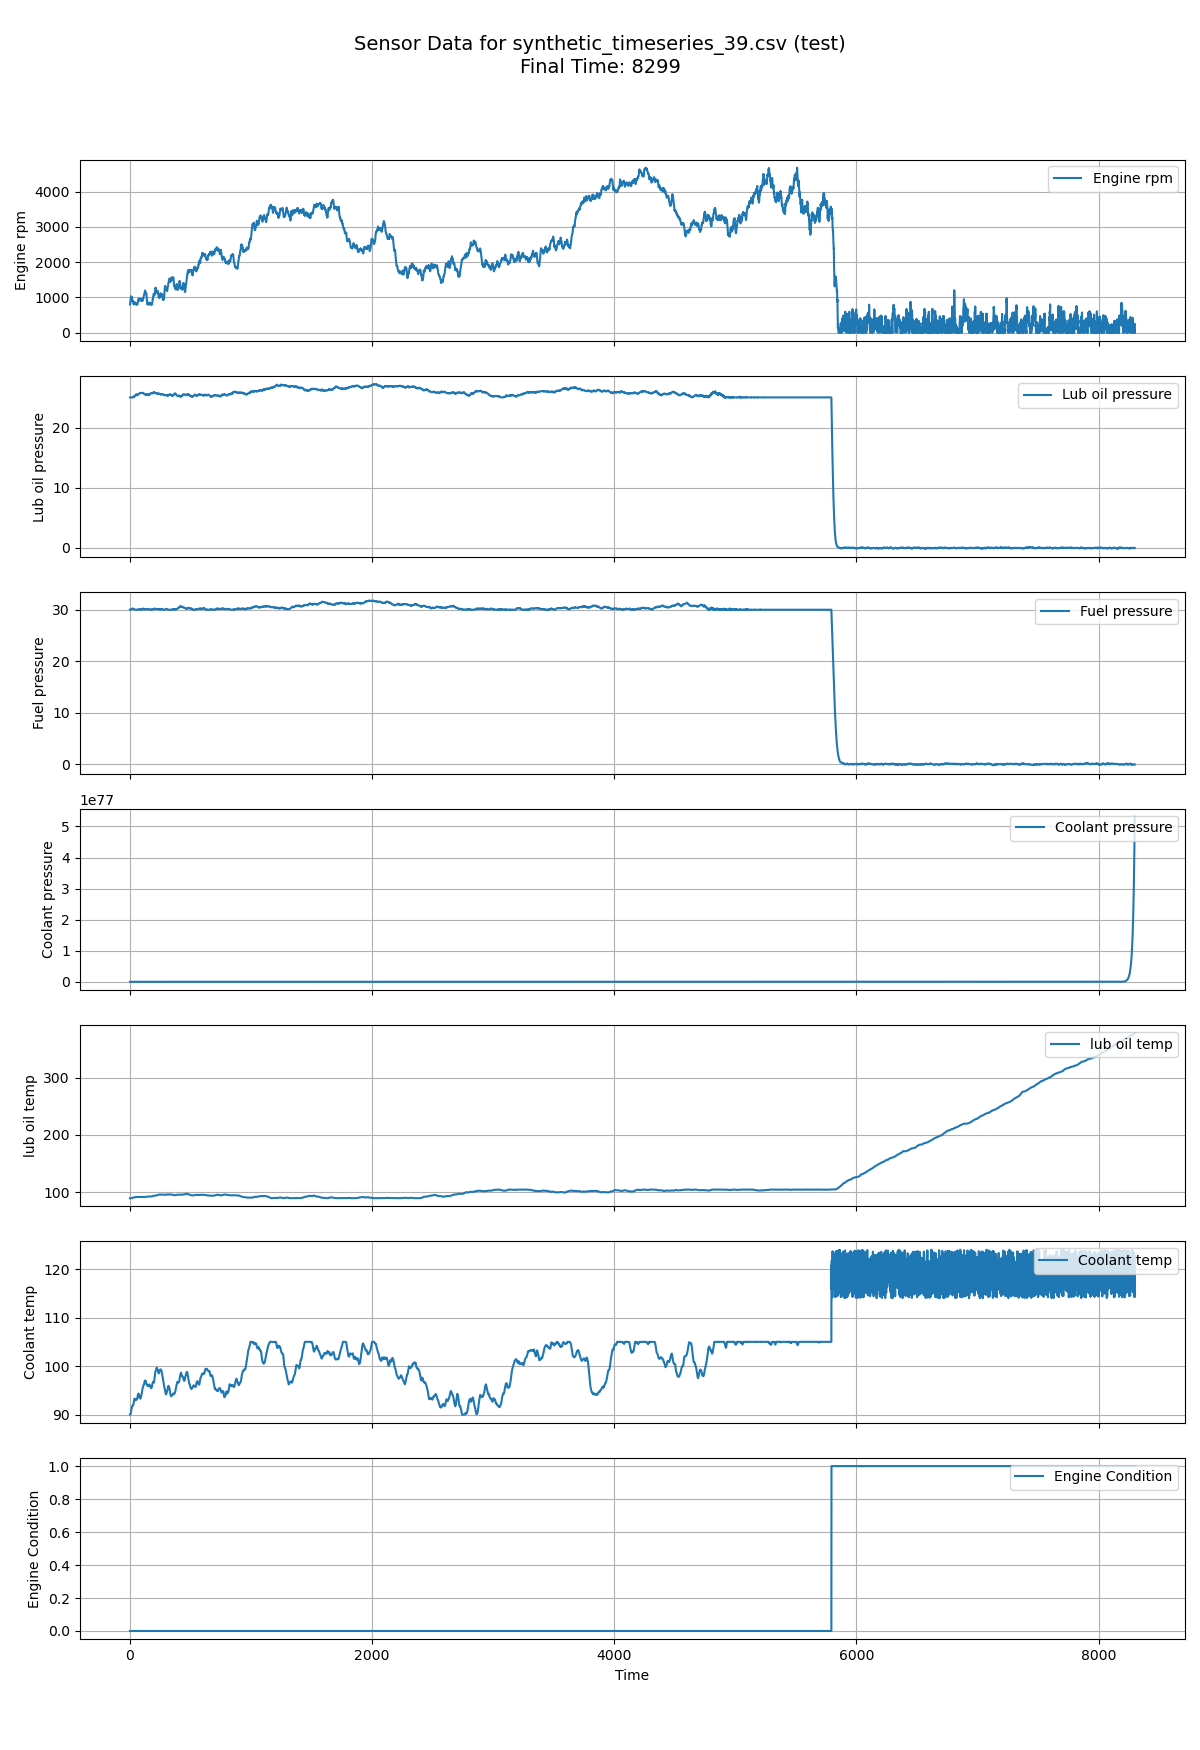 Sensor Data for synthetic_timeseries_39.csv (test)
Final Time: 8299
Engine rpm
4000
3000
2000
1000
0
Engine rpm
Lub oil pressure
20
10
0
Lub oil pressure
Fuel pressure
30
20
10
0
Fuel pressure
1e77
Coolant pressure
5
4
3
2
1
0
Coolant pressure
lub oil temp
300
200
100
lub oil temp
Coolant temp
120
110
100
90
Coolant temp
Engine Condition
1.0
0.8
0.6
0.4
0.2
0.0
Engine Condition
0 2000 4000 6000 8000
Time